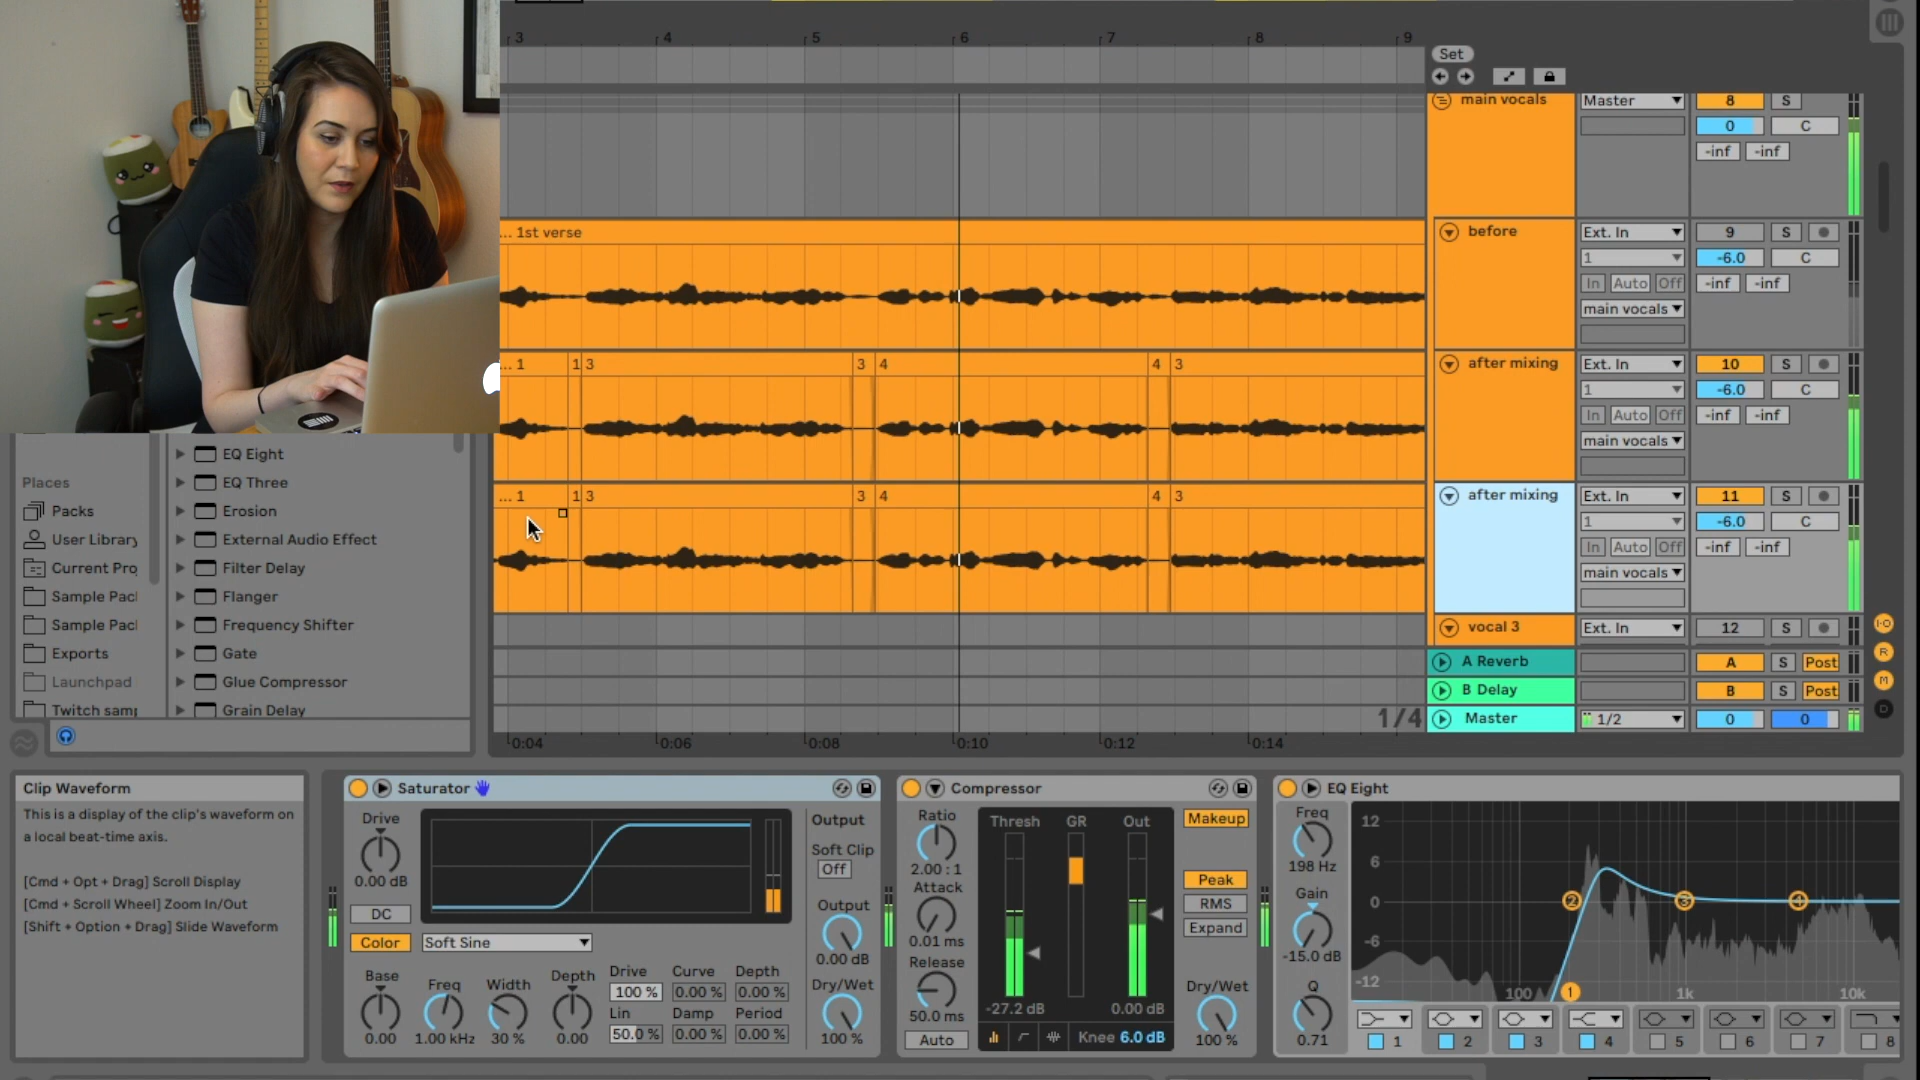 3 4 5 6 7 8 9
Set
main vocals Master 8 S
0 C
-inf -inf
... 1st verse
before Ext. In 9 S
1 -6.0 C
In Auto Off -inf -inf
main vocals
... 1 1 3 3 4 4 3
after mixing Ext. In 10 S
1 -6.0 C
In Auto Off -inf -inf
main vocals
... 1 1 3 3 4 4 3
after mixing Ext. In 11 S
1 -6.0 C
In Auto Off -inf -inf
main vocals
vocal 3 Ext. In 12 S
A Reverb A S Post
B Delay B S Post
1/4 Master 1/2 0 0
0:04 0:06 0:08 0:10 0:12 0:14
I-O
R
M
D
Places
Packs
User Library
Current Pro
Sample Pac
Sample Pac
Exports
Launchpad
Twitch samp
EQ Eight
EQ Three
Erosion
External Audio Effect
Filter Delay
Flanger
Frequency Shifter
Gate
Glue Compressor
Grain Delay
Clip Waveform
This is a display of the clip's waveform on
a local beat-time axis.
[Cmd + Opt + Drag] Scroll Display
[Cmd + Scroll Wheel] Zoom In/Out
[Shift + Option + Drag] Slide Waveform
Saturator
Drive
0.00 dB
DC
Color Soft Sine
Base Freq Width Depth
0.00 1.00 kHz 30 % 0.00
Drive Curve Depth
100 % 0.00 % 0.00 %
Lin Damp Period
50.0 % 0.00 % 0.00 %
Output
Soft Clip
Off
Output
0.00 dB
Dry/Wet
100 %
Compressor
Ratio
2.00 : 1
Attack
0.01 ms
Release
50.0 ms
Auto
Thresh GR Out
-27.2 dB 0.00 dB
Knee 6.0 dB
Makeup
Peak
RMS
Expand
Dry/Wet
100 %
EQ Eight
Freq
198 Hz
Gain
-15.0 dB
Q
0.71
12
6
0
-6
-12
2 3 4
1
100 1k 10k
1 2 3 4 5 6 7 8